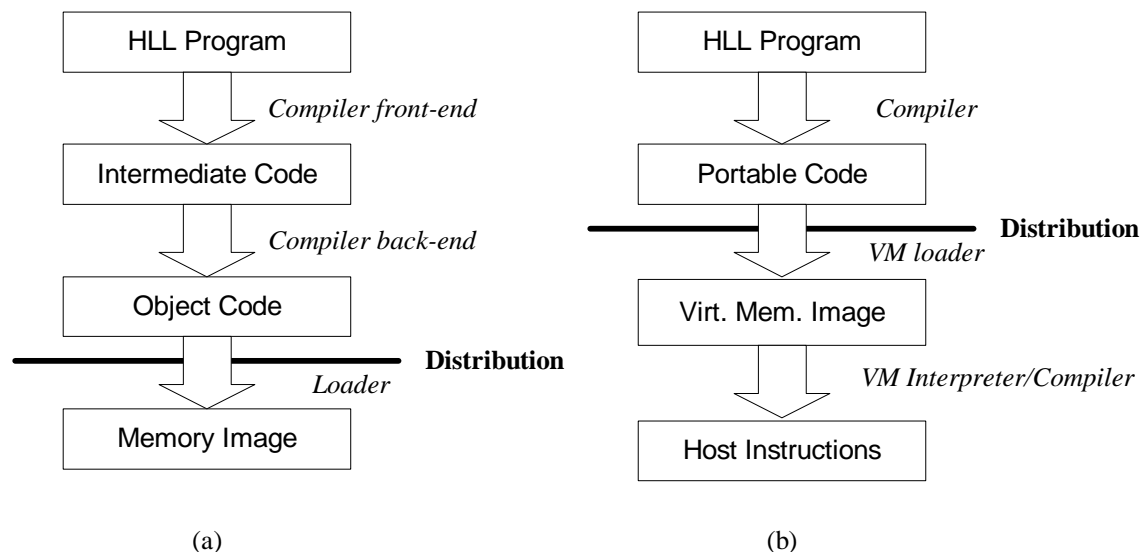 HLL Program
Compiler front-end
Intermediate Code
Compiler back-end
Object Code
Distribution
Loader
Memory Image
(a)
HLL Program
Compiler
Portable Code
Distribution
VM loader
Virt. Mem. Image
VM Interpreter/Compiler
Host Instructions
(b)